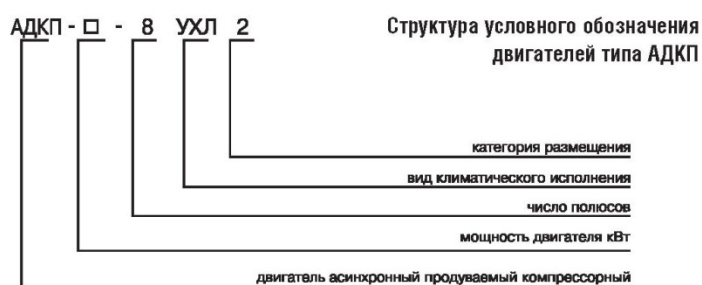 АДКП - □ - 8 УХЛ 2
Структура условного обозначения
двигателей типа АДКП
категория размещения
вид климатического исполнения
число полюсов
мощность двигателя кВт
двигатель асинхронный продуваемый компрессорный